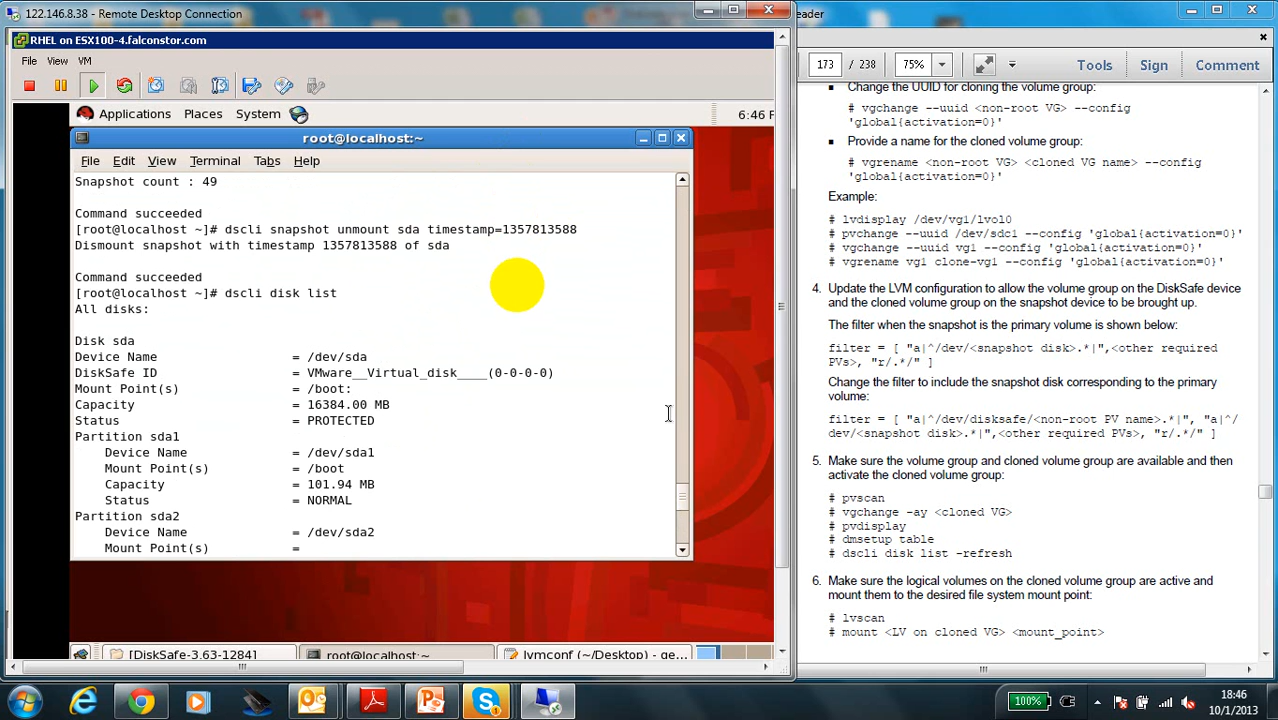 122.146.8.38 - Remote Desktop Connection
RHEL on ESX100-4.falconstor.com
File View VM
Applications Places System
6:46 P
root@localhost:~
File Edit View Terminal Tabs Help
Snapshot count : 49
Command succeeded
[root@localhost ~]# dscli snapshot unmount sda timestamp=1357813588
Dismount snapshot with timestamp 1357813588 of sda
Command succeeded
[root@localhost ~]# dscli disk list
All disks:
Disk sda
Device Name = /dev/sda
DiskSafe ID = VMware__Virtual_disk____(0-0-0-0)
Mount Point(s) = /boot:
Capacity = 16384.00 MB
Status = PROTECTED
Partition sda1
Device Name = /dev/sda1
Mount Point(s) = /boot
Capacity = 101.94 MB
Status = NORMAL
Partition sda2
Device Name = /dev/sda2
Mount Point(s) =
[DiskSafe-3.63-1284]
root@localhost:~
lvmconf (~/Desktop) - ge...
eader
173 / 238
75%
Tools Sign Comment
▪ Change the UUID for cloning the volume group:
# vgchange --uuid <non-root VG> --config
'global{activation=0}'
▪ Provide a name for the cloned volume group:
# vgrename <non-root VG> <cloned VG name> --config
'global{activation=0}'
Example:
# lvdisplay /dev/vg1/lvol0
# pvchange --uuid /dev/sdc1 --config 'global{activation=0}'
# vgchange --uuid vg1 --config 'global{activation=0}'
# vgrename vg1 clone-vg1 --config 'global{activation=0}'
4. Update the LVM configuration to allow the volume group on the DiskSafe device
and the cloned volume group on the snapshot device to be brought up.
The filter when the snapshot is the primary volume is shown below:
filter = [ "a|^/dev/<snapshot disk>.*|",<other required
PVs>, "r/.*/" ]
Change the filter to include the snapshot disk corresponding to the primary
volume:
filter = [ "a|^/dev/disksafe/<non-root PV name>.*|", "a|^/
dev/<snapshot disk>.*|",<other required PVs>, "r/.*/" ]
5. Make sure the volume group and cloned volume group are available and then
activate the cloned volume group:
# pvscan
# vgchange -ay <cloned VG>
# pvdisplay
# dmsetup table
# dscli disk list -refresh
6. Make sure the logical volumes on the cloned volume group are active and
mount them to the desired file system mount point:
# lvscan
# mount <LV on cloned VG> <mount_point>
100%
18:46
10/1/2013